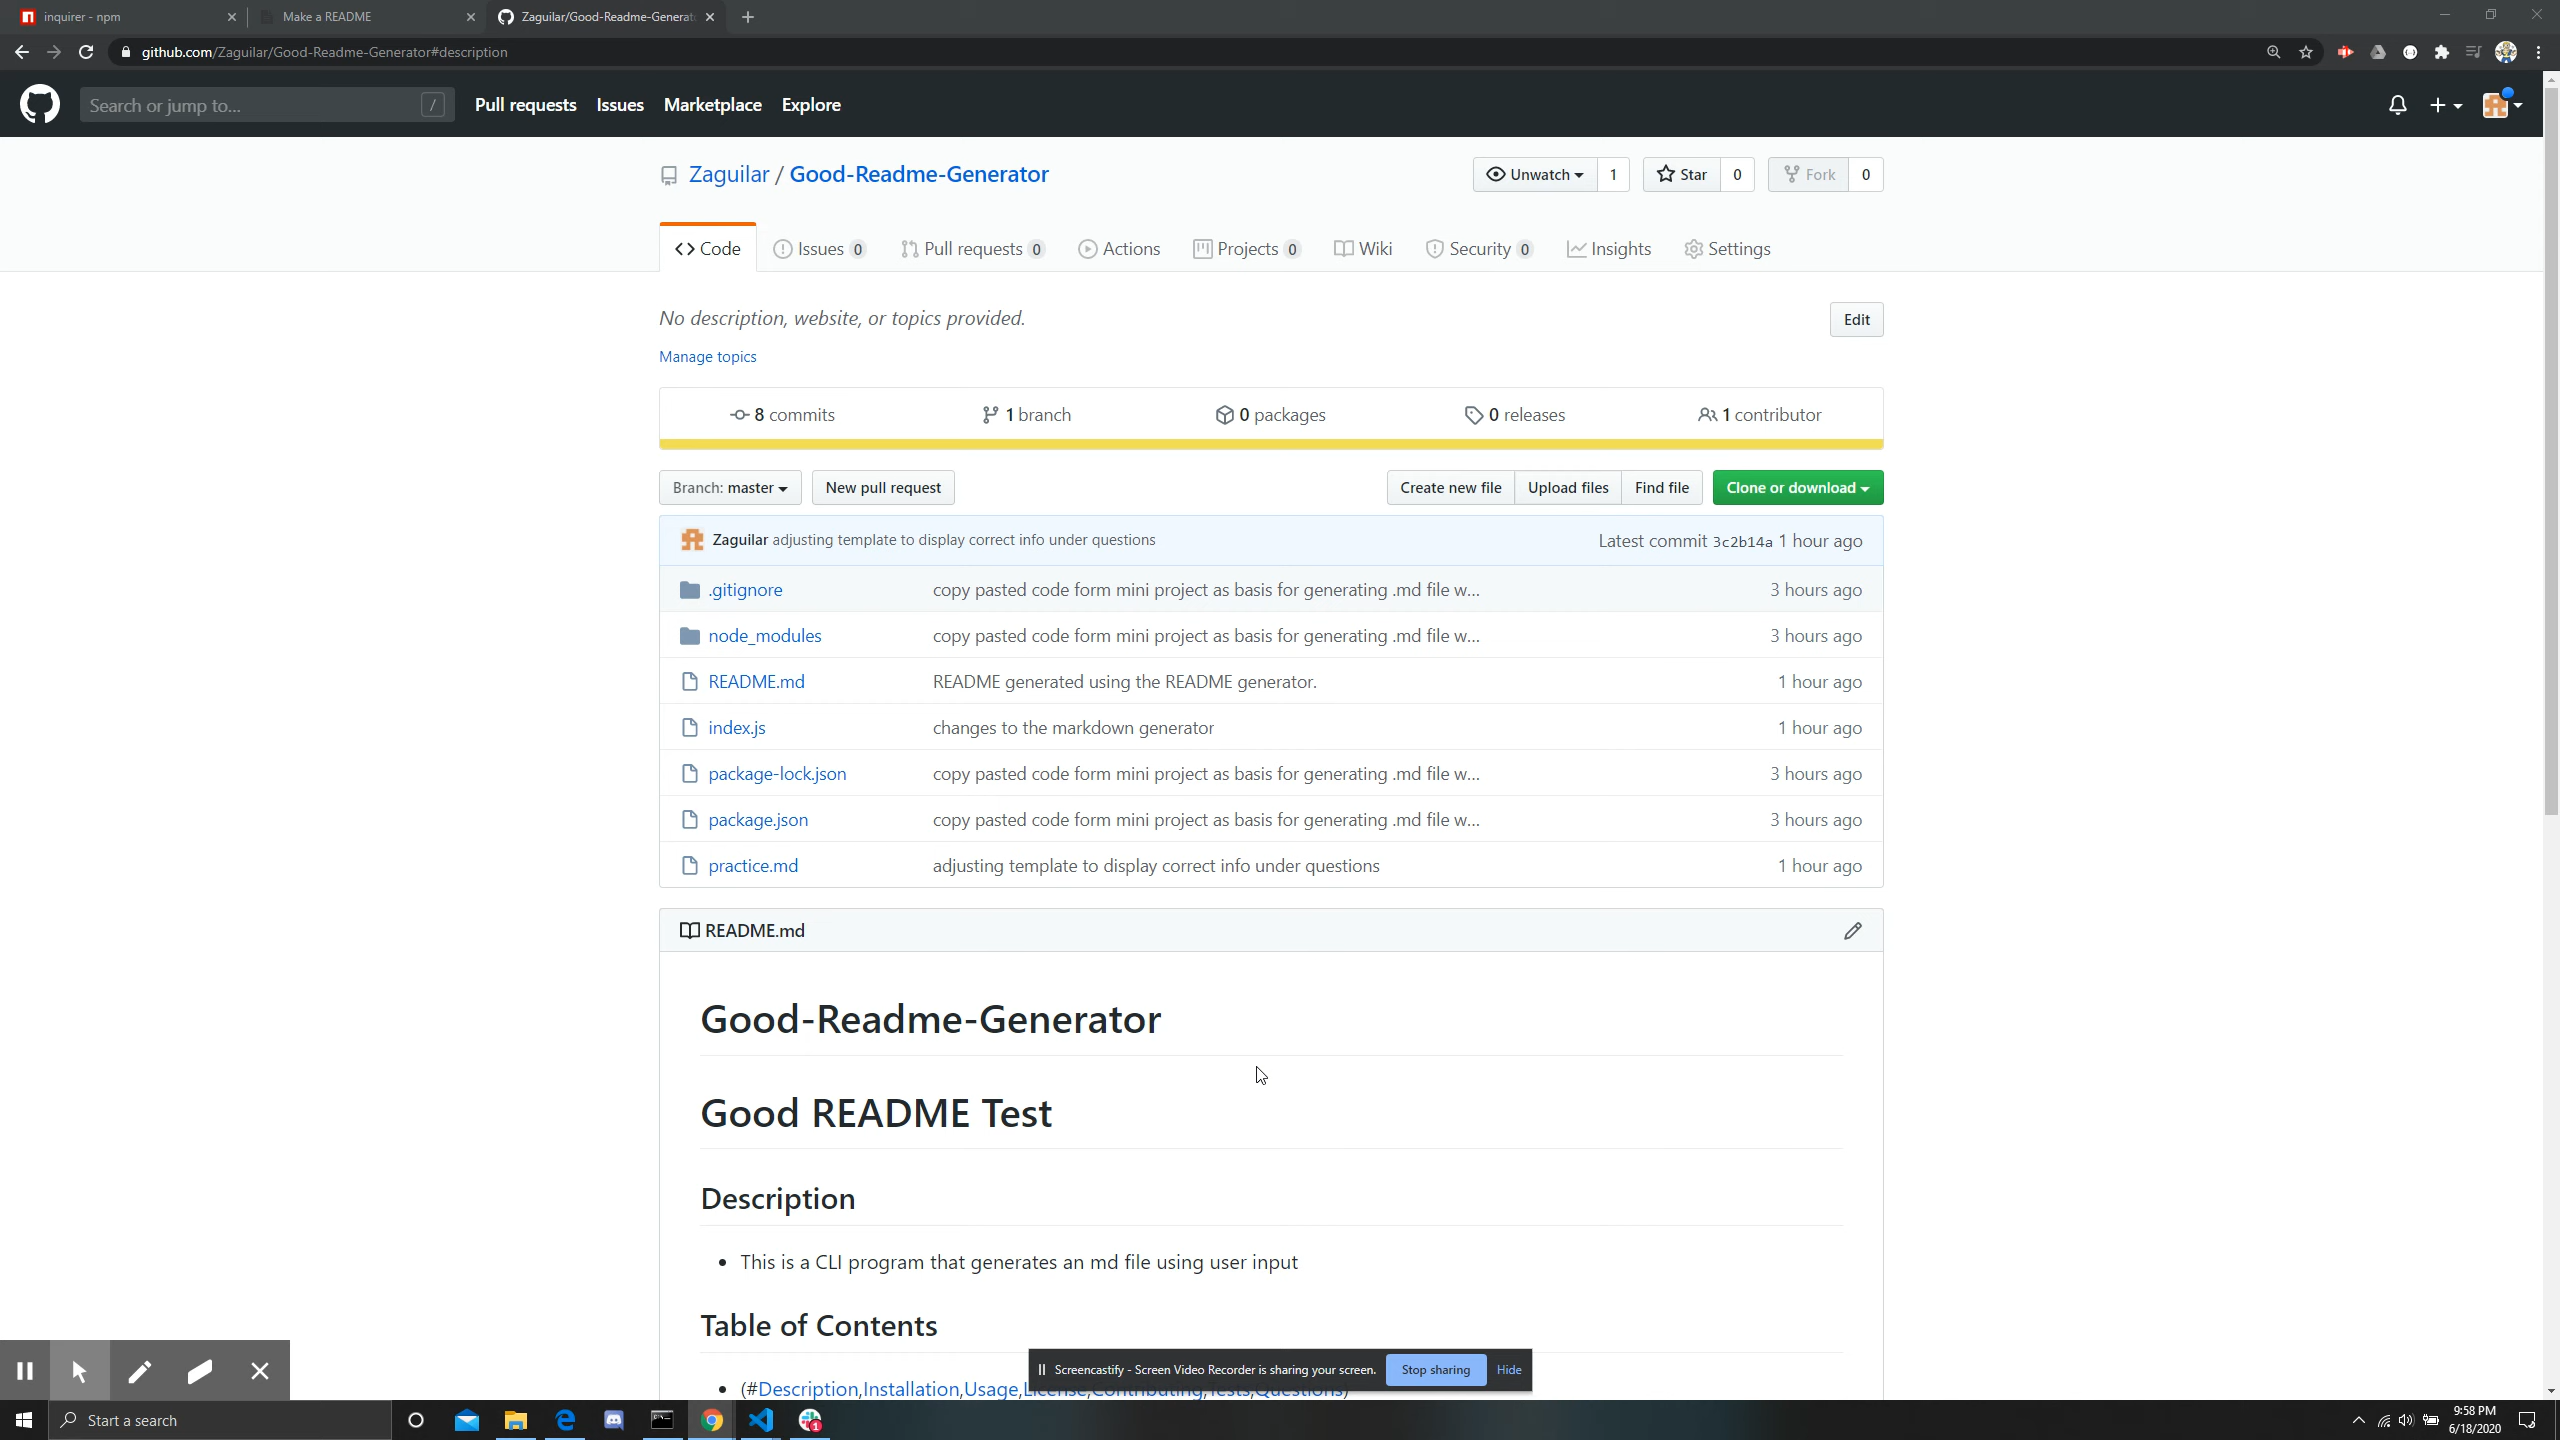 inquirer - npm
Make a README
Zaguilar/Good-Readme-Generat
github.com/Zaguilar/Good-Readme-Generator#description
Search or jump to... /
Pull requests Issues Marketplace Explore
Zaguilar / Good-Readme-Generator
Unwatch 1 Star 0 Fork 0
Code Issues 0 Pull requests 0 Actions Projects 0 Wiki Security 0 Insights Settings
No description, website, or topics provided.
Edit
Manage topics
8 commits 1 branch 0 packages 0 releases 1 contributor
Branch: master New pull request Create new file Upload files Find file Clone or download
Zaguilar adjusting template to display correct info under questions Latest commit 3c2b14a 1 hour ago
.gitignore copy pasted code form mini project as basis for generating .md file w... 3 hours ago
node_modules copy pasted code form mini project as basis for generating .md file w... 3 hours ago
README.md README generated using the README generator. 1 hour ago
index.js changes to the markdown generator 1 hour ago
package-lock.json copy pasted code form mini project as basis for generating .md file w... 3 hours ago
package.json copy pasted code form mini project as basis for generating .md file w... 3 hours ago
practice.md adjusting template to display correct info under questions 1 hour ago
README.md
Good-Readme-Generator
Good README Test
Description
This is a CLI program that generates an md file using user input
Table of Contents
Screencastify - Screen Video Recorder is sharing your screen. Stop sharing Hide
(#Description,Installation,Usage,License,Contributing,Tests,Questions)
Start a search
1
9:58 PM
6/18/2020